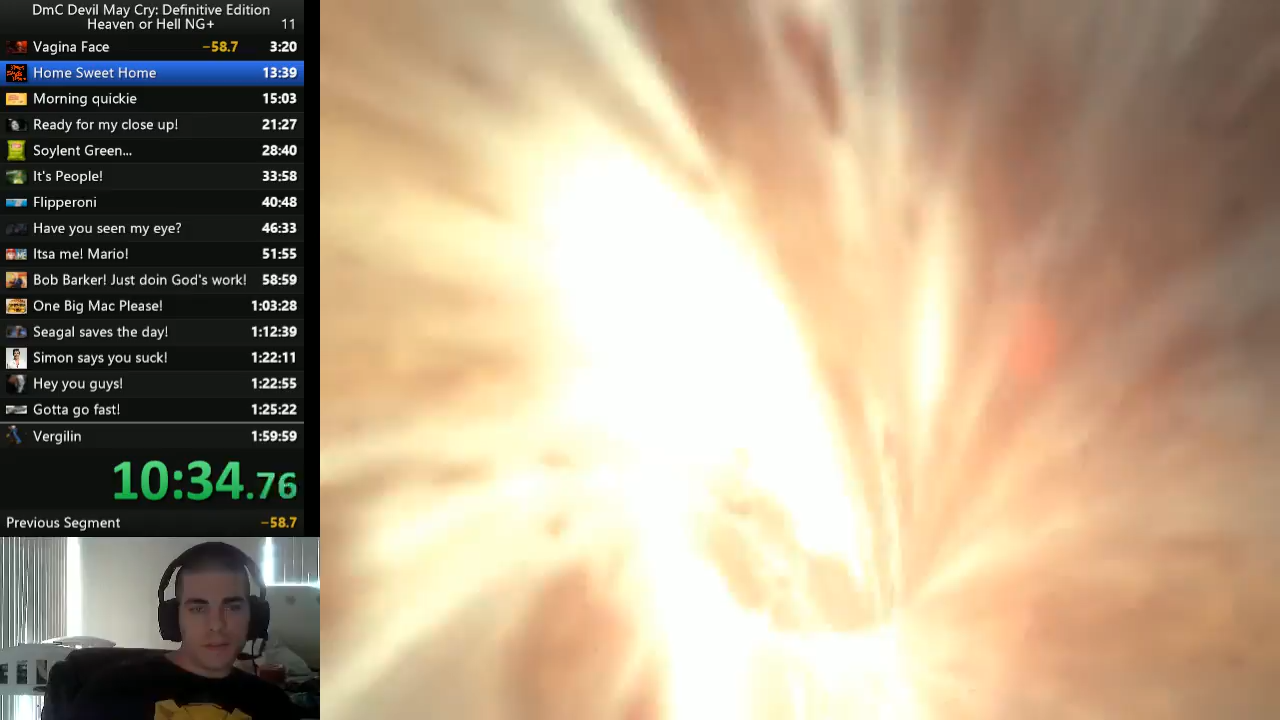 DmC Devil May Cry: Definitive Edition
Heaven or Hell NG+ 11
Vagina Face −58.7 3:20
Home Sweet Home 13:39
Morning quickie 15:03
Ready for my close up! 21:27
Soylent Green... 28:40
It's People! 33:58
Flipperoni 40:48
Have you seen my eye? 46:33
Itsa me! Mario! 51:55
Bob Barker! Just doin God's work! 58:59
One Big Mac Please! 1:03:28
Seagal saves the day! 1:12:39
Simon says you suck! 1:22:11
Hey you guys! 1:22:55
Gotta go fast! 1:25:22
Vergilin 1:59:59
10:34.76
Previous Segment −58.7